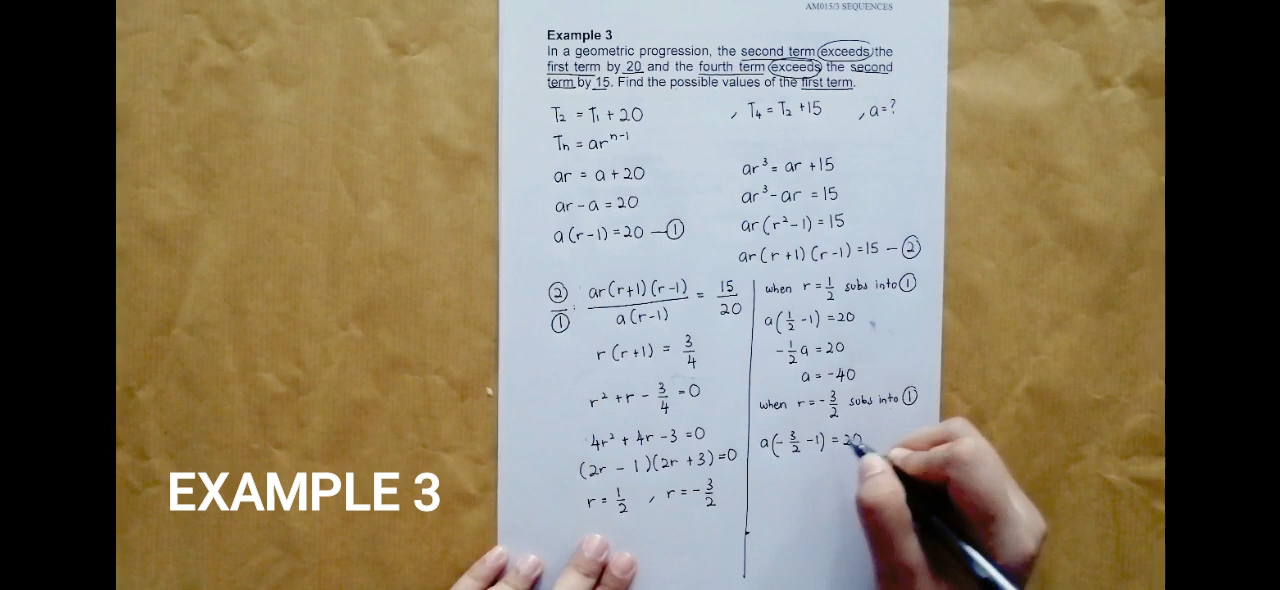 AM015/3 SEQUENCES
Example 3
In a geometric progression, the second term exceeds the
first term by 20 and the fourth term exceeds the second
term by 15. Find the possible values of the first term.
T₂ = T₁ + 20 , T₄ = T₂ + 15 , a = ?
Tn = arⁿ⁻¹
ar = a + 20
ar - a = 20
a(r-1) = 20 — ①
ar³ = ar + 15
ar³ - ar = 15
ar(r²-1) = 15
ar(r+1)(r-1) = 15 — ②
②/① : ar(r+1)(r-1) / a(r-1) = 15/20
r(r+1) = 3/4
r² + r - 3/4 = 0
4r² + 4r - 3 = 0
(2r - 1)(2r + 3) = 0
r = 1/2 , r = -3/2
when r = 1/2 subs into ①
a(1/2 - 1) = 20
-1/2 a = 20
a = -40
when r = -3/2 subs into ①
a(-3/2 - 1) = 20
EXAMPLE 3